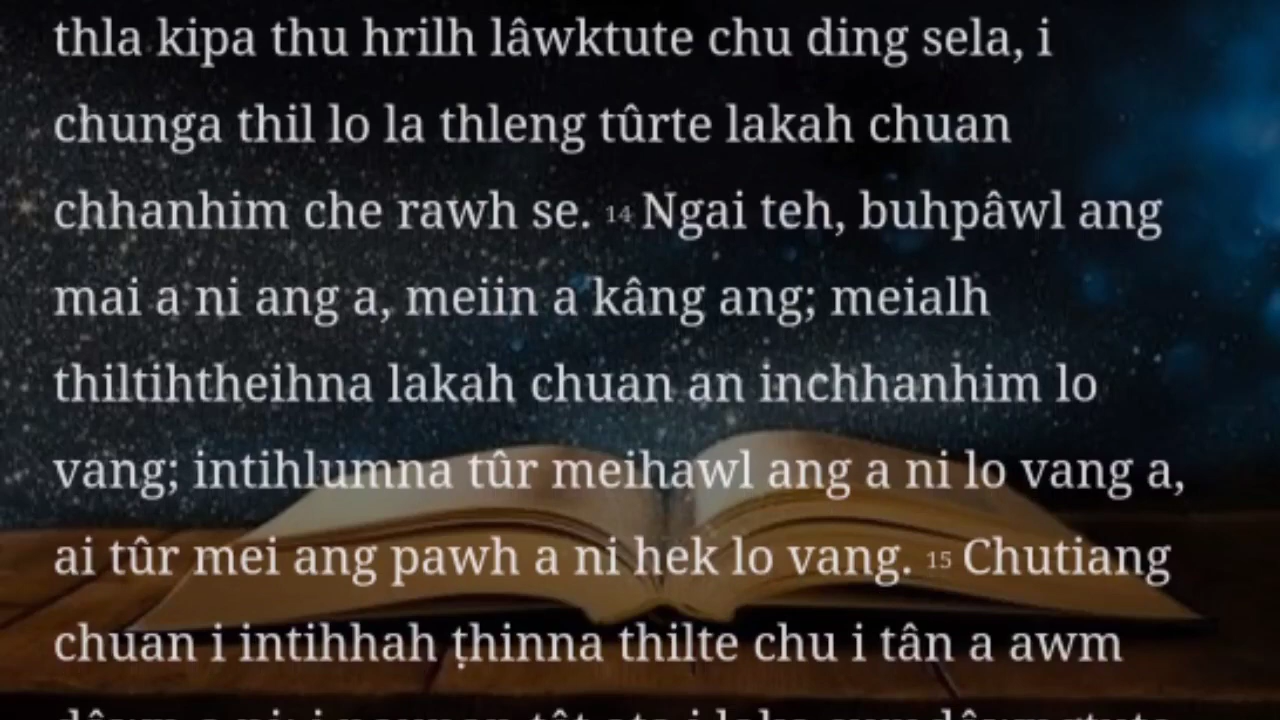 thla kipa thu hrilh lâwktute chu ding sela, i
chunga thil lo la thleng tûrte lakah chuan
chhanhim che rawh se. 14 Ngai teh, buhpâwl ang
mai a ni ang a, meiin a kâng ang; meialh
thiltihtheihna lakah chuan an inchhanhim lo
vang; intihlumna tûr meihawl ang a ni lo vang a,
ai tûr mei ang pawh a ni hek lo vang. 15 Chutiang
chuan i intihhah ṭhinna thilte chu i tân a awm